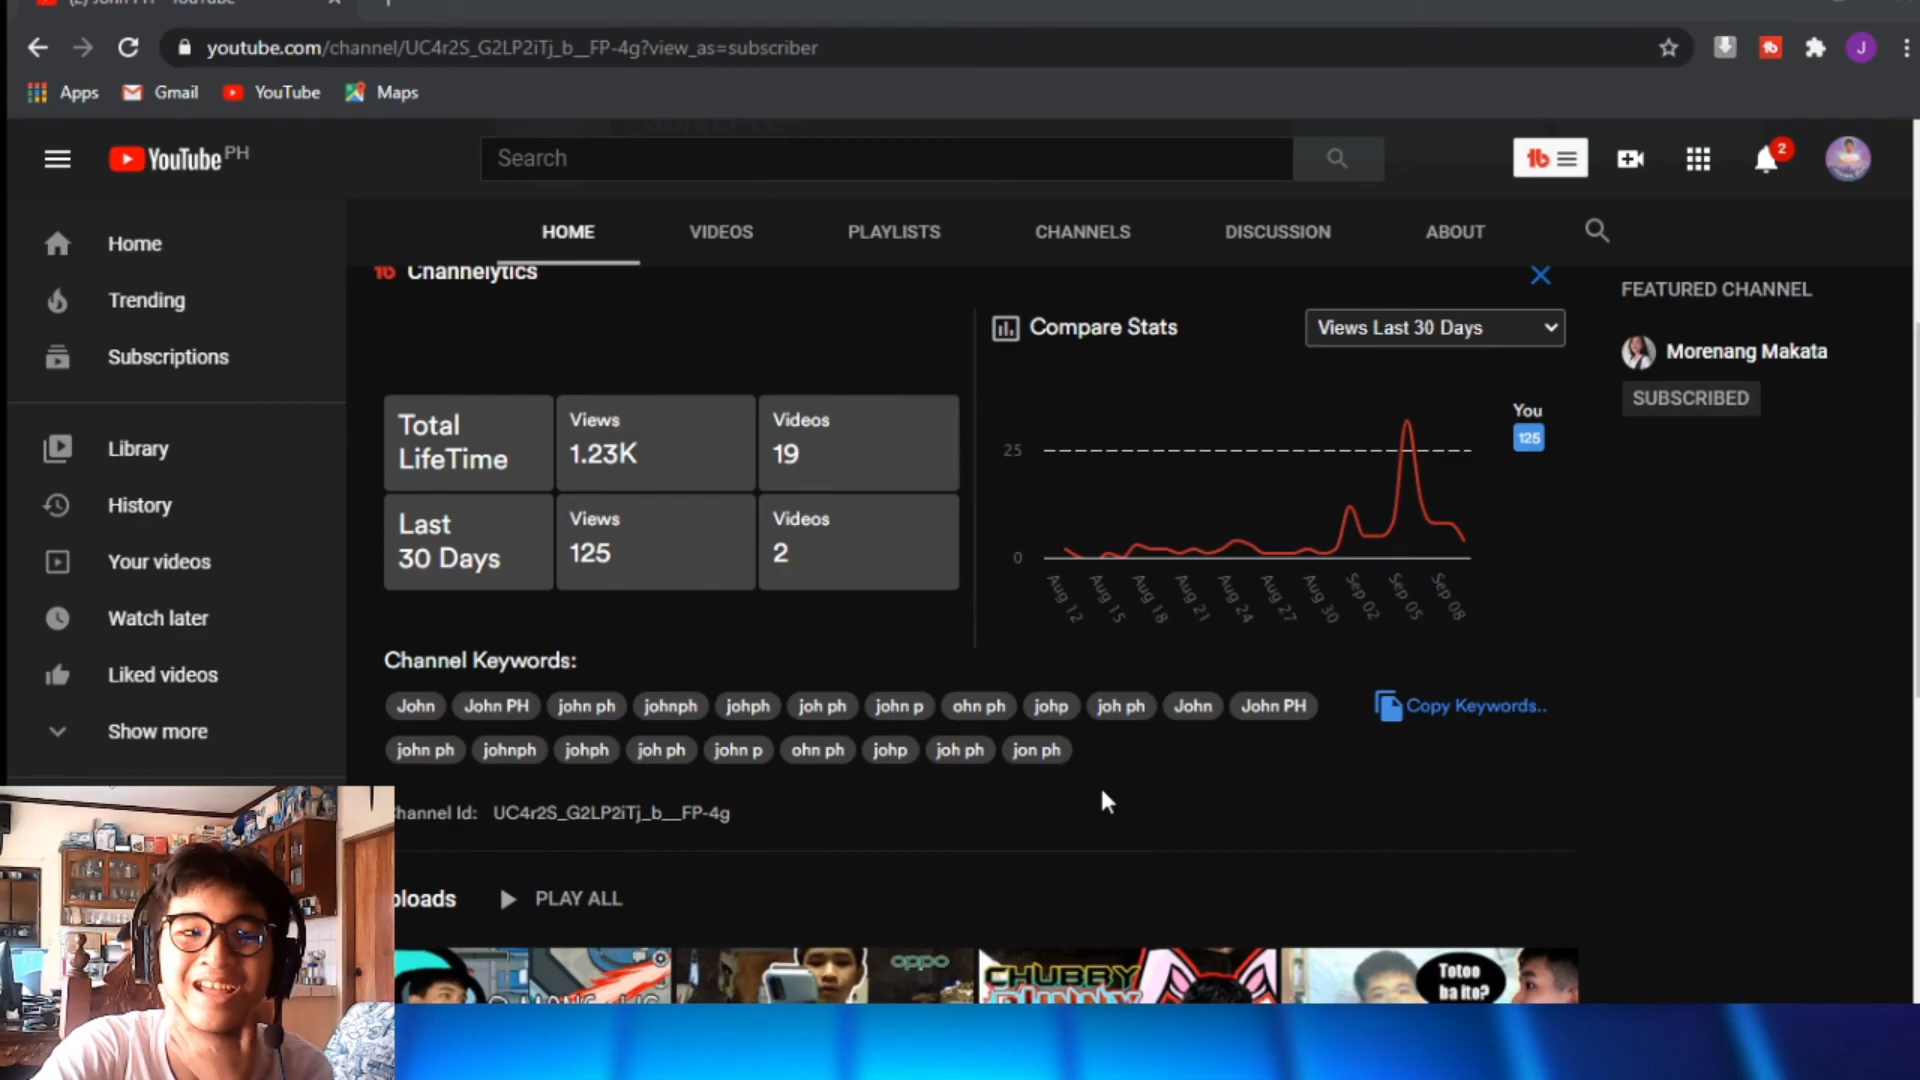 youtube.com/channel/UC4r2S_G2LP2iTj_b__FP-4g?view_as=subscriber
J
Apps
Gmail
YouTube
Maps
YouTube PH
Search
2
HOME
VIDEOS
PLAYLISTS
CHANNELS
DISCUSSION
ABOUT
Home
Trending
Subscriptions
Library
History
Your videos
Watch later
Liked videos
Show more
Channelytics
Total LifeTime
Views
1.23K
Videos
19
Last 30 Days
Views
125
Videos
2
Compare Stats
Views Last 30 Days
25
0
Aug 12
Aug 15
Aug 18
Aug 21
Aug 24
Aug 27
Aug 30
Sep 02
Sep 05
Sep 08
You
125
FEATURED CHANNEL
Morenang Makata
SUBSCRIBED
Channel Keywords:
John John PH john ph johnph johph joh ph john p ohn ph johp joh ph John John PH
john ph johnph johph joh ph john p ohn ph johp joh ph jon ph
Copy Keywords..
hannel Id: UC4r2S_G2LP2iTj_b__FP-4g
ploads
PLAY ALL
oppo
CHUBBY
BUNNY
Totoo
ba ito?